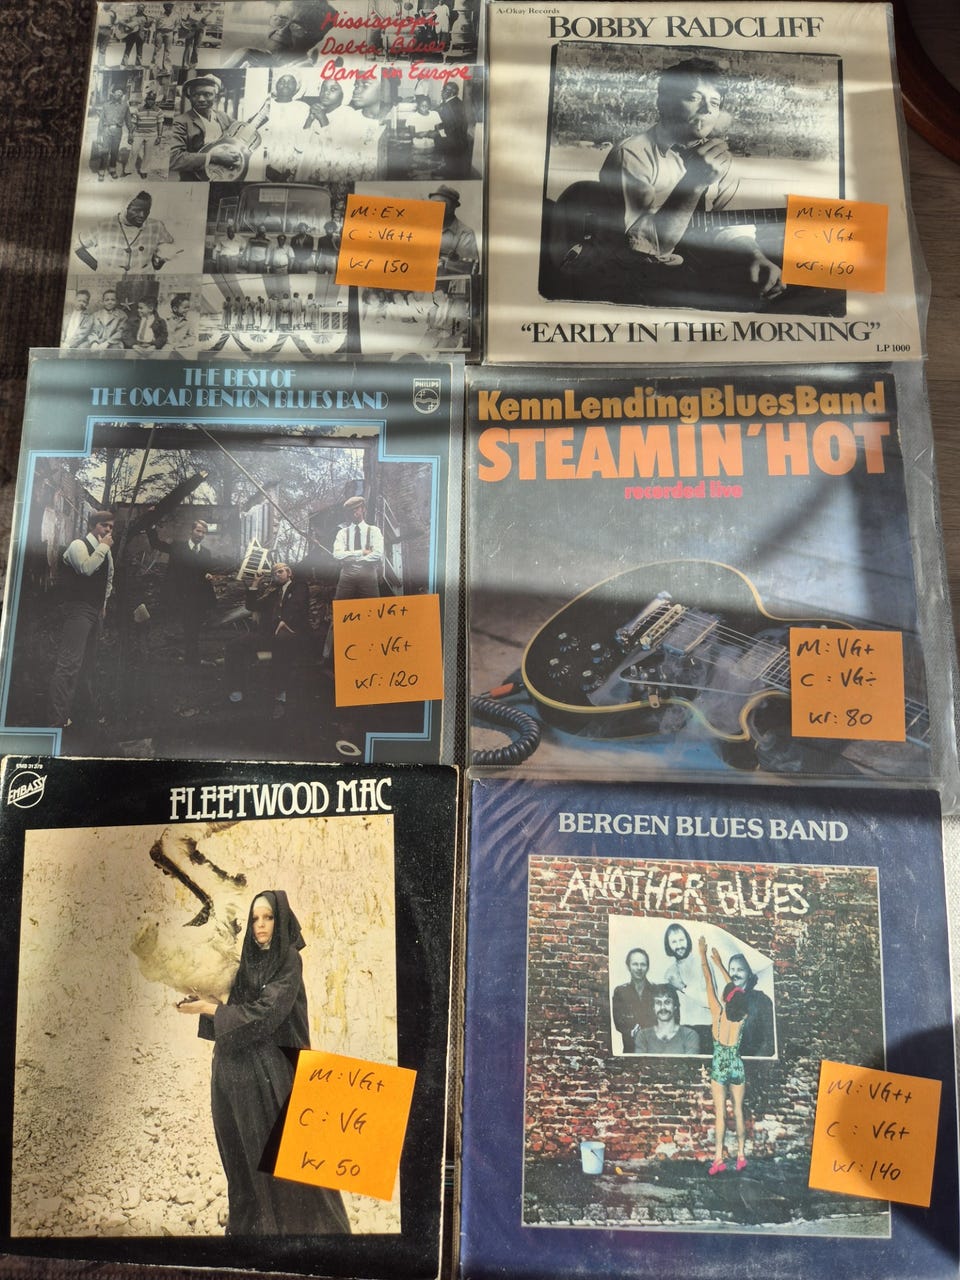 Mississippi
Delta Blues
Band in Europe
M: EX
C: VG++
kr 150
A-Okay Records
BOBBY RADCLIFF
M: VG+
C: VG+
kr: 150
"EARLY IN THE MORNING"
LP 1000
THE BEST OF
THE OSCAR BENTON BLUES BAND
PHILIPS
M: VG+
C: VG+
kr: 120
KennLendingBluesBand
STEAMIN' HOT
recorded live
M: VG+
C: VG÷
kr: 80
EMB 31 372
EMBASSY
FLEETWOOD MAC
M: VG+
C: VG
kr 50
BERGEN BLUES BAND
ANOTHER BLUES
M: VG++
C: VG+
kr: 140